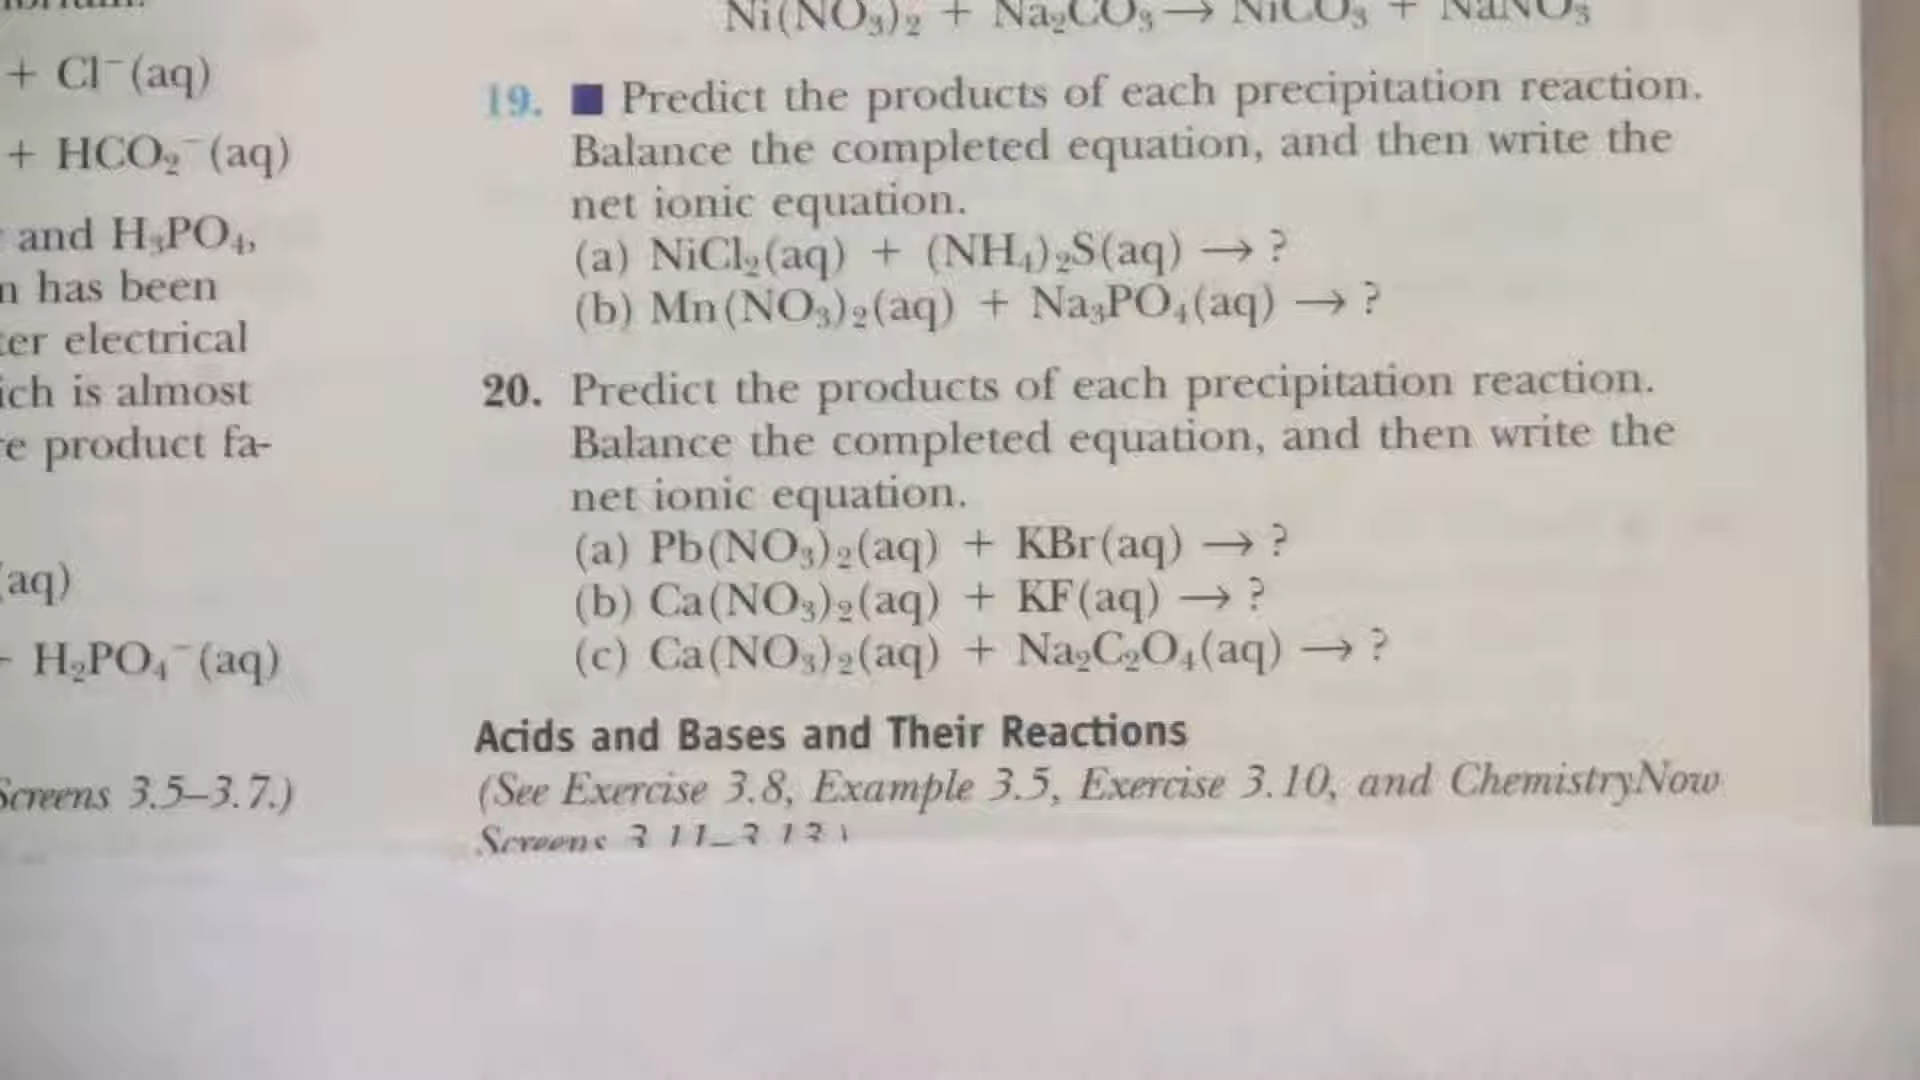 + Cl⁻(aq)
+ HCO₂⁻(aq)
and H₃PO₄,
has been
electrical
is almost
product fa-
(aq)
H₂PO₄⁻(aq)
Screens 3.5–3.7.)
Ni(NO₃)₂ + Na₂CO₃ → NiCO₃ + NaNO₃
19. ■ Predict the products of each precipitation reaction.
Balance the completed equation, and then write the
net ionic equation.
(a) NiCl₂(aq) + (NH₄)₂S(aq) → ?
(b) Mn(NO₃)₂(aq) + Na₃PO₄(aq) → ?
20. Predict the products of each precipitation reaction.
Balance the completed equation, and then write the
net ionic equation.
(a) Pb(NO₃)₂(aq) + KBr(aq) → ?
(b) Ca(NO₃)₂(aq) + KF(aq) → ?
(c) Ca(NO₃)₂(aq) + Na₂C₂O₄(aq) → ?
Acids and Bases and Their Reactions
(See Exercise 3.8, Example 3.5, Exercise 3.10, and ChemistryNow
Screens 3.11–3.13.)